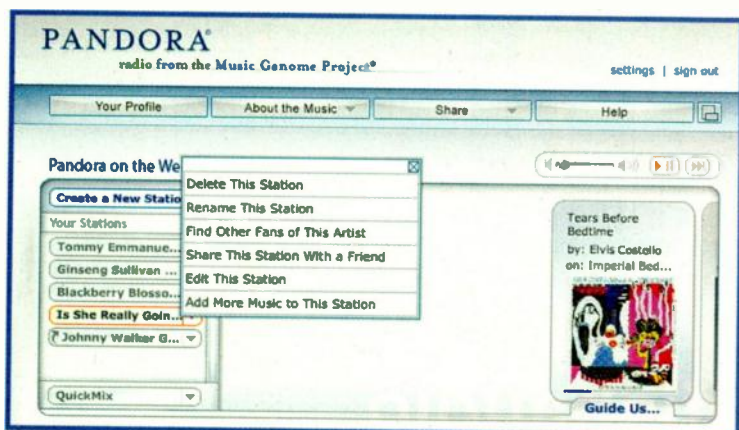 PANDORA®
radio from the Music Genome Project®
settings | sign out
Your Profile
About the Music
Share
Help
Pandora on the We
Create a New Statio
Your Stations
Tommy Emmanue...
Ginseng Sullivan ...
Blackberry Blosso...
Is She Really Goin...
Johnny Walker G...
QuickMix
Delete This Station
Rename This Station
Find Other Fans of This Artist
Share This Station With a Friend
Edit This Station
Add More Music to This Station
Tears Before
Bedtime
by: Elvis Costello
on: Imperial Bed...
Guide Us...